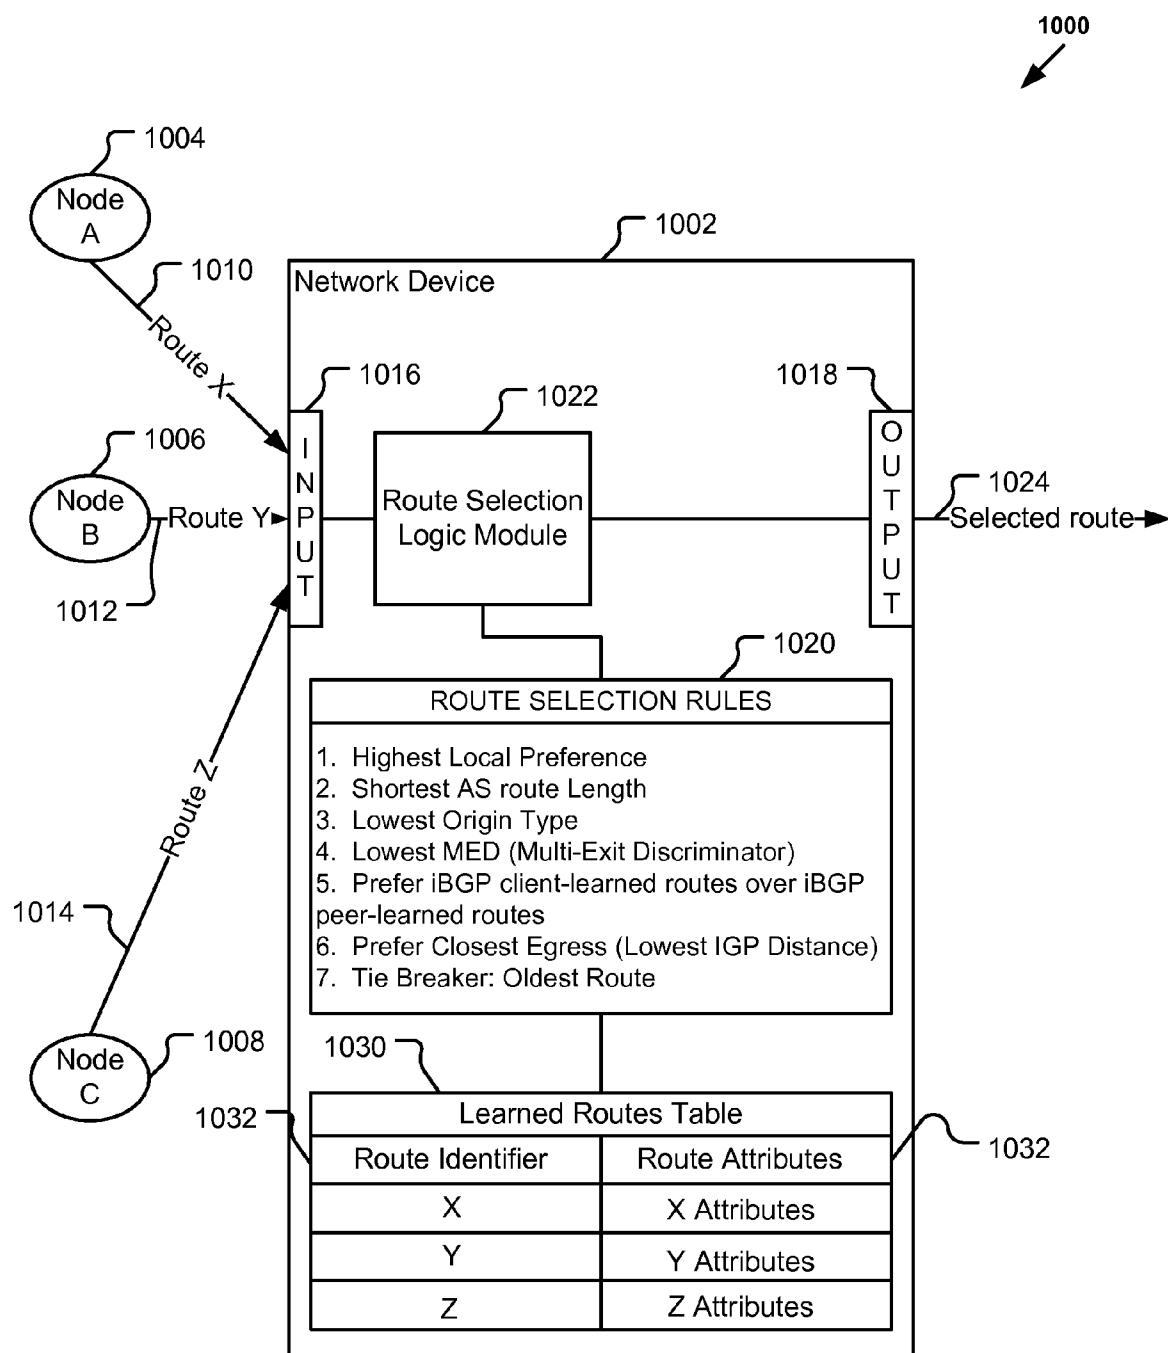 1000
1004
Node
A
1002
1010
Network Device
Route X
1016
1018
1022
1006
INPUT
OUTPUT
Node
B
Route Y
Route Selection
Logic Module
1024
Selected route
1012
1020
ROUTE SELECTION RULES
1. Highest Local Preference
2. Shortest AS route Length
3. Lowest Origin Type
4. Lowest MED (Multi-Exit Discriminator)
5. Prefer iBGP client-learned routes over iBGP
peer-learned routes
6. Prefer Closest Egress (Lowest IGP Distance)
7. Tie Breaker: Oldest Route
Route Z
1014
1008
Node
C
1030
1032
Learned Routes Table
1032
Route Identifier
Route Attributes
X
X Attributes
Y
Y Attributes
Z
Z Attributes